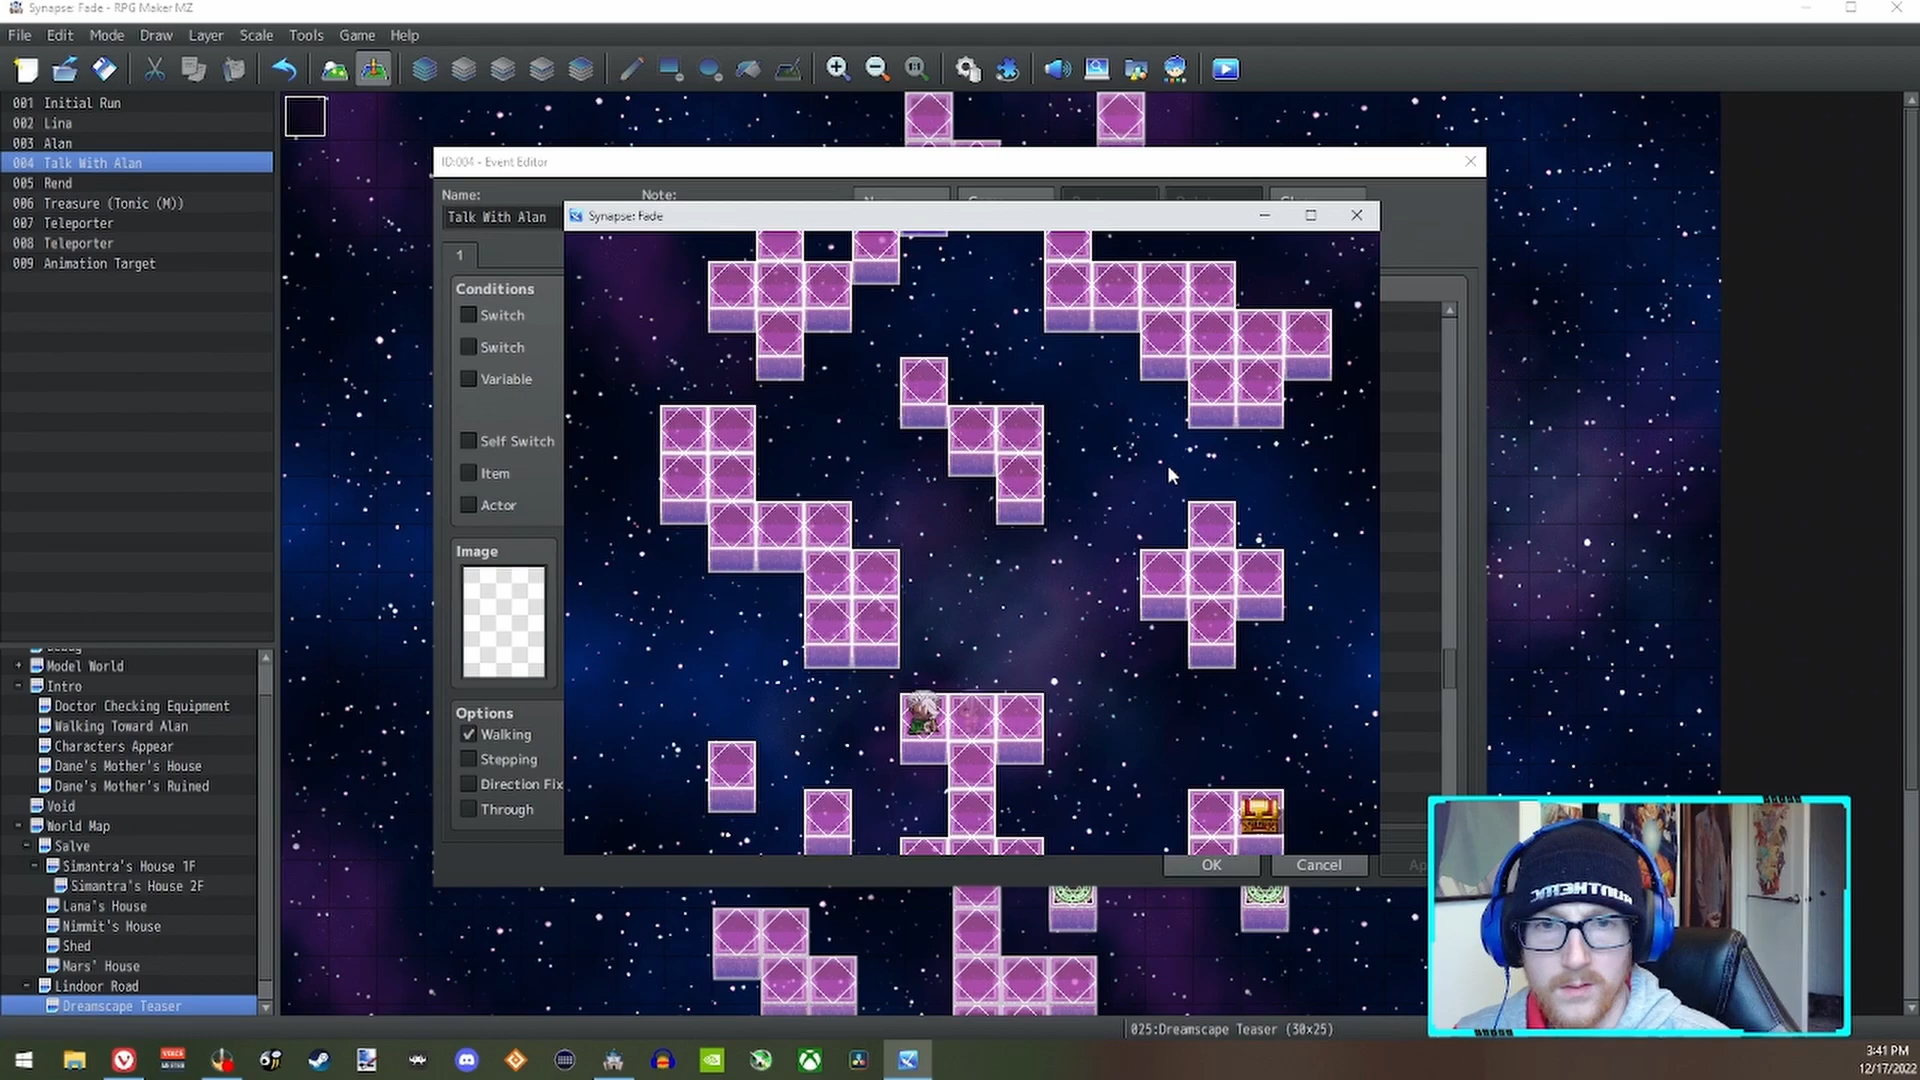 Synapse: Fade - RPG Maker MZ
File Edit Mode Draw Layer Scale Tools Game Help
001 Initial Run
002 Lina
003 Alan
004 Talk With Alan
005 Rend
006 Treasure (Tonic (M))
007 Teleporter
008 Teleporter
009 Animation Target
ID:004 - Event Editor
Name:
Note:
Talk With Alan
Synapse: Fade
1
Conditions
Switch
Switch
Variable
Self Switch
Item
Actor
Image
Options
Walking
Stepping
Direction Fix
Through
OK
Cancel
Model World
Intro
Doctor Checking Equipment
Walking Toward Alan
Characters Appear
Dane's Mother's House
Dane's Mother's Ruined
Void
World Map
Salve
Simantra's House 1F
Simantra's House 2F
Lana's House
Nimmit's House
Shed
Mars' House
Lindoor Road
Dreamscape Teaser
025:Dreamscape Teaser (30x25)
3:41 PM
12/17/2022